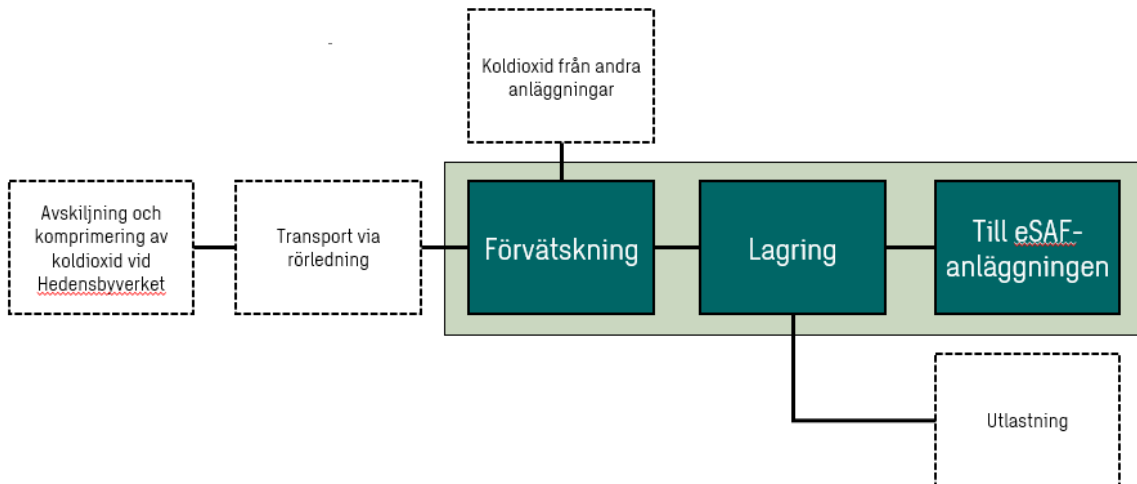 Koldioxid från andra
anläggningar
Avskiljning och
komprimering av
koldioxid vid
Hedensbyverket
Transport via
rörledning
Förvätskning
Lagring
Till eSAF-
anläggningen
Utlastning